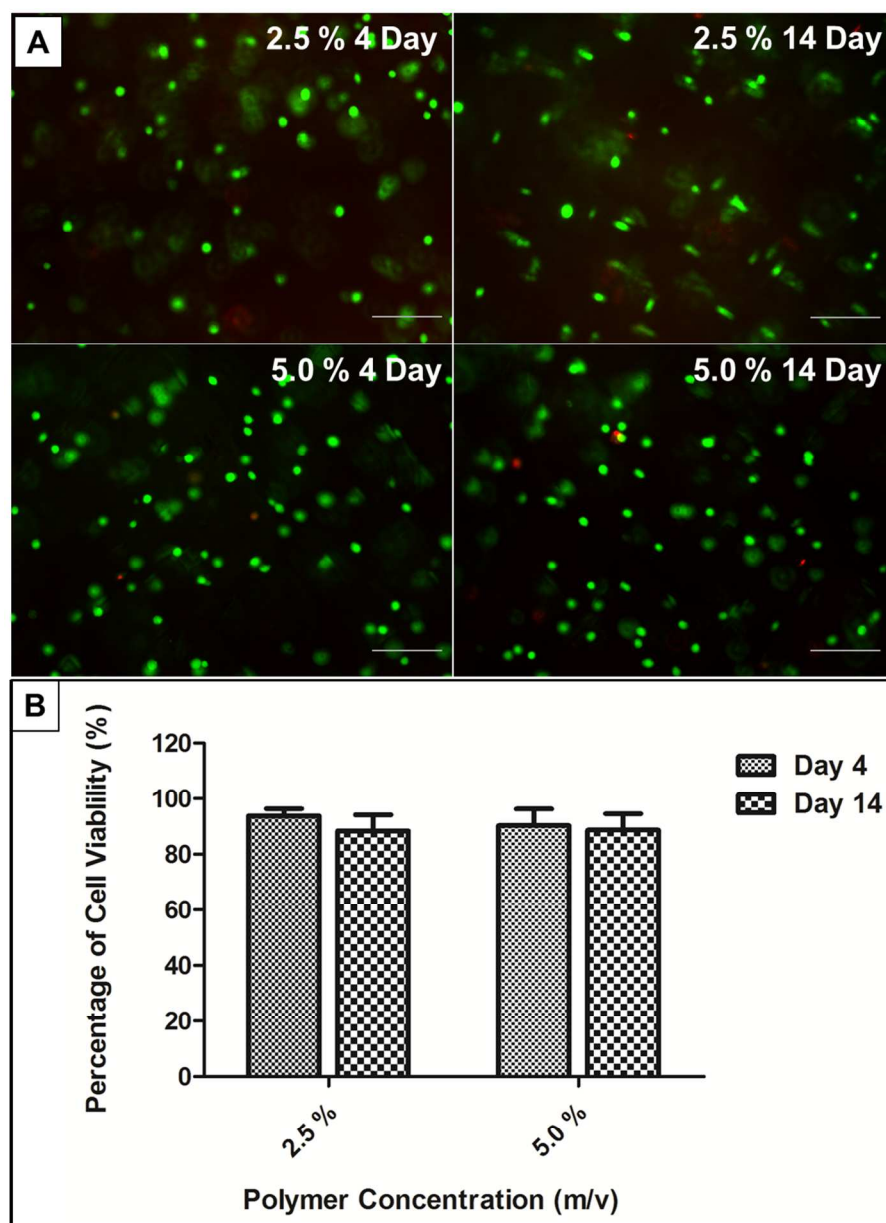 A
2.5 % 4 Day
2.5 % 14 Day
5.0 % 4 Day
5.0 % 14 Day
B
Percentage of Cell Viablility (%)
120
100
80
60
40
20
0
2.5 %
5.0 %
Polymer Concentration (m/v)
Day 4
Day 14